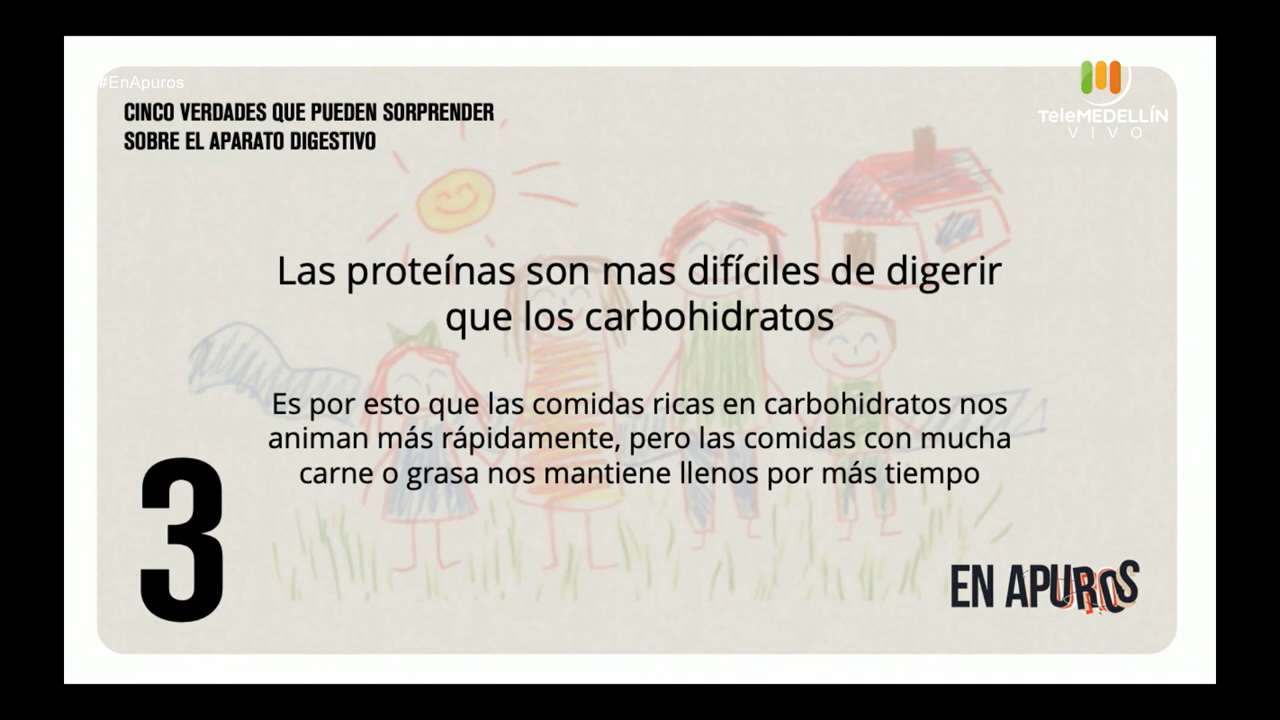 #EnApuros
CINCO VERDADES QUE PUEDEN SORPRENDER
SOBRE EL APARATO DIGESTIVO
TeleMEDELLÍN
VIVO
Las proteínas son mas difíciles de digerir
que los carbohidratos
Es por esto que las comidas ricas en carbohidratos nos
animan más rápidamente, pero las comidas con mucha
carne o grasa nos mantiene llenos por más tiempo
3
EN APUROS